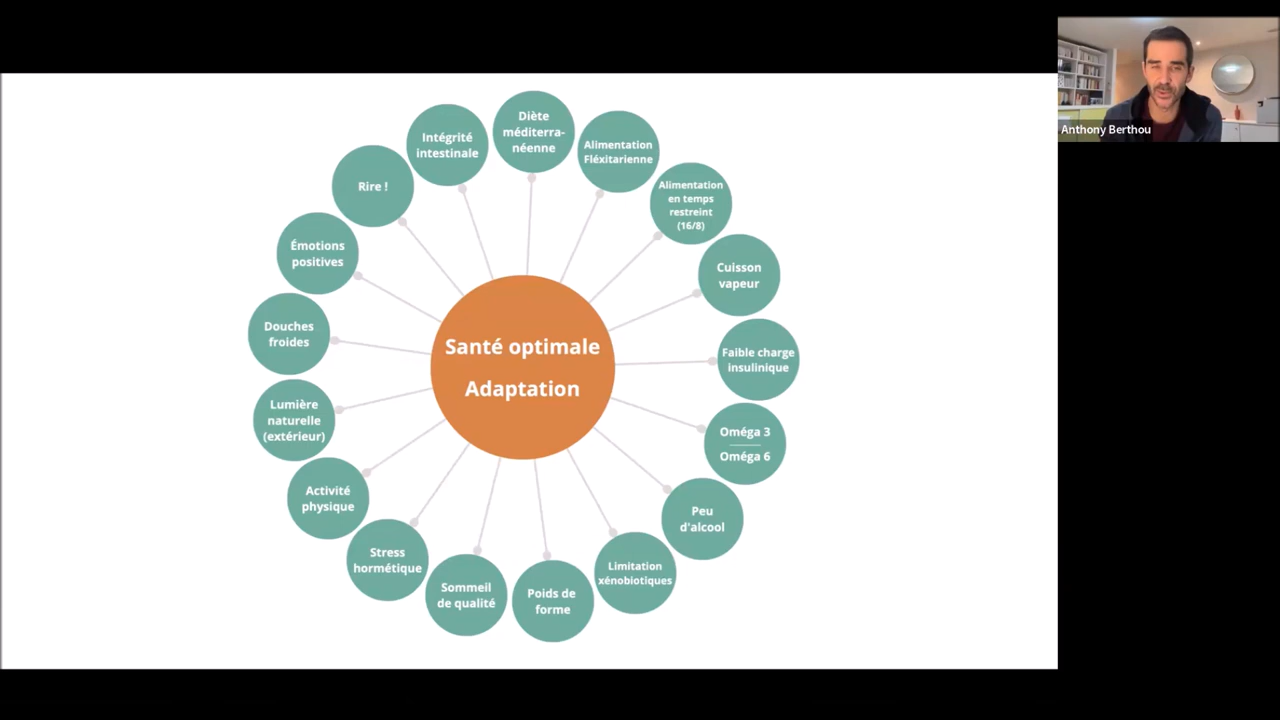 Santé optimale
Adaptation
Diète
méditerra-
néenne
Alimentation
Fléxitarienne
Alimentation
en temps
restreint
(16/8)
Cuisson
vapeur
Faible charge
insulinique
Oméga 3
Oméga 6
Peu
d'alcool
Limitation
xénobiotiques
Poids de
forme
Sommeil
de qualité
Stress
hormétique
Activité
physique
Lumière
naturelle
(extérieur)
Douches
froides
Émotions
positives
Rire !
Intégrité
intestinale
Anthony Berthou